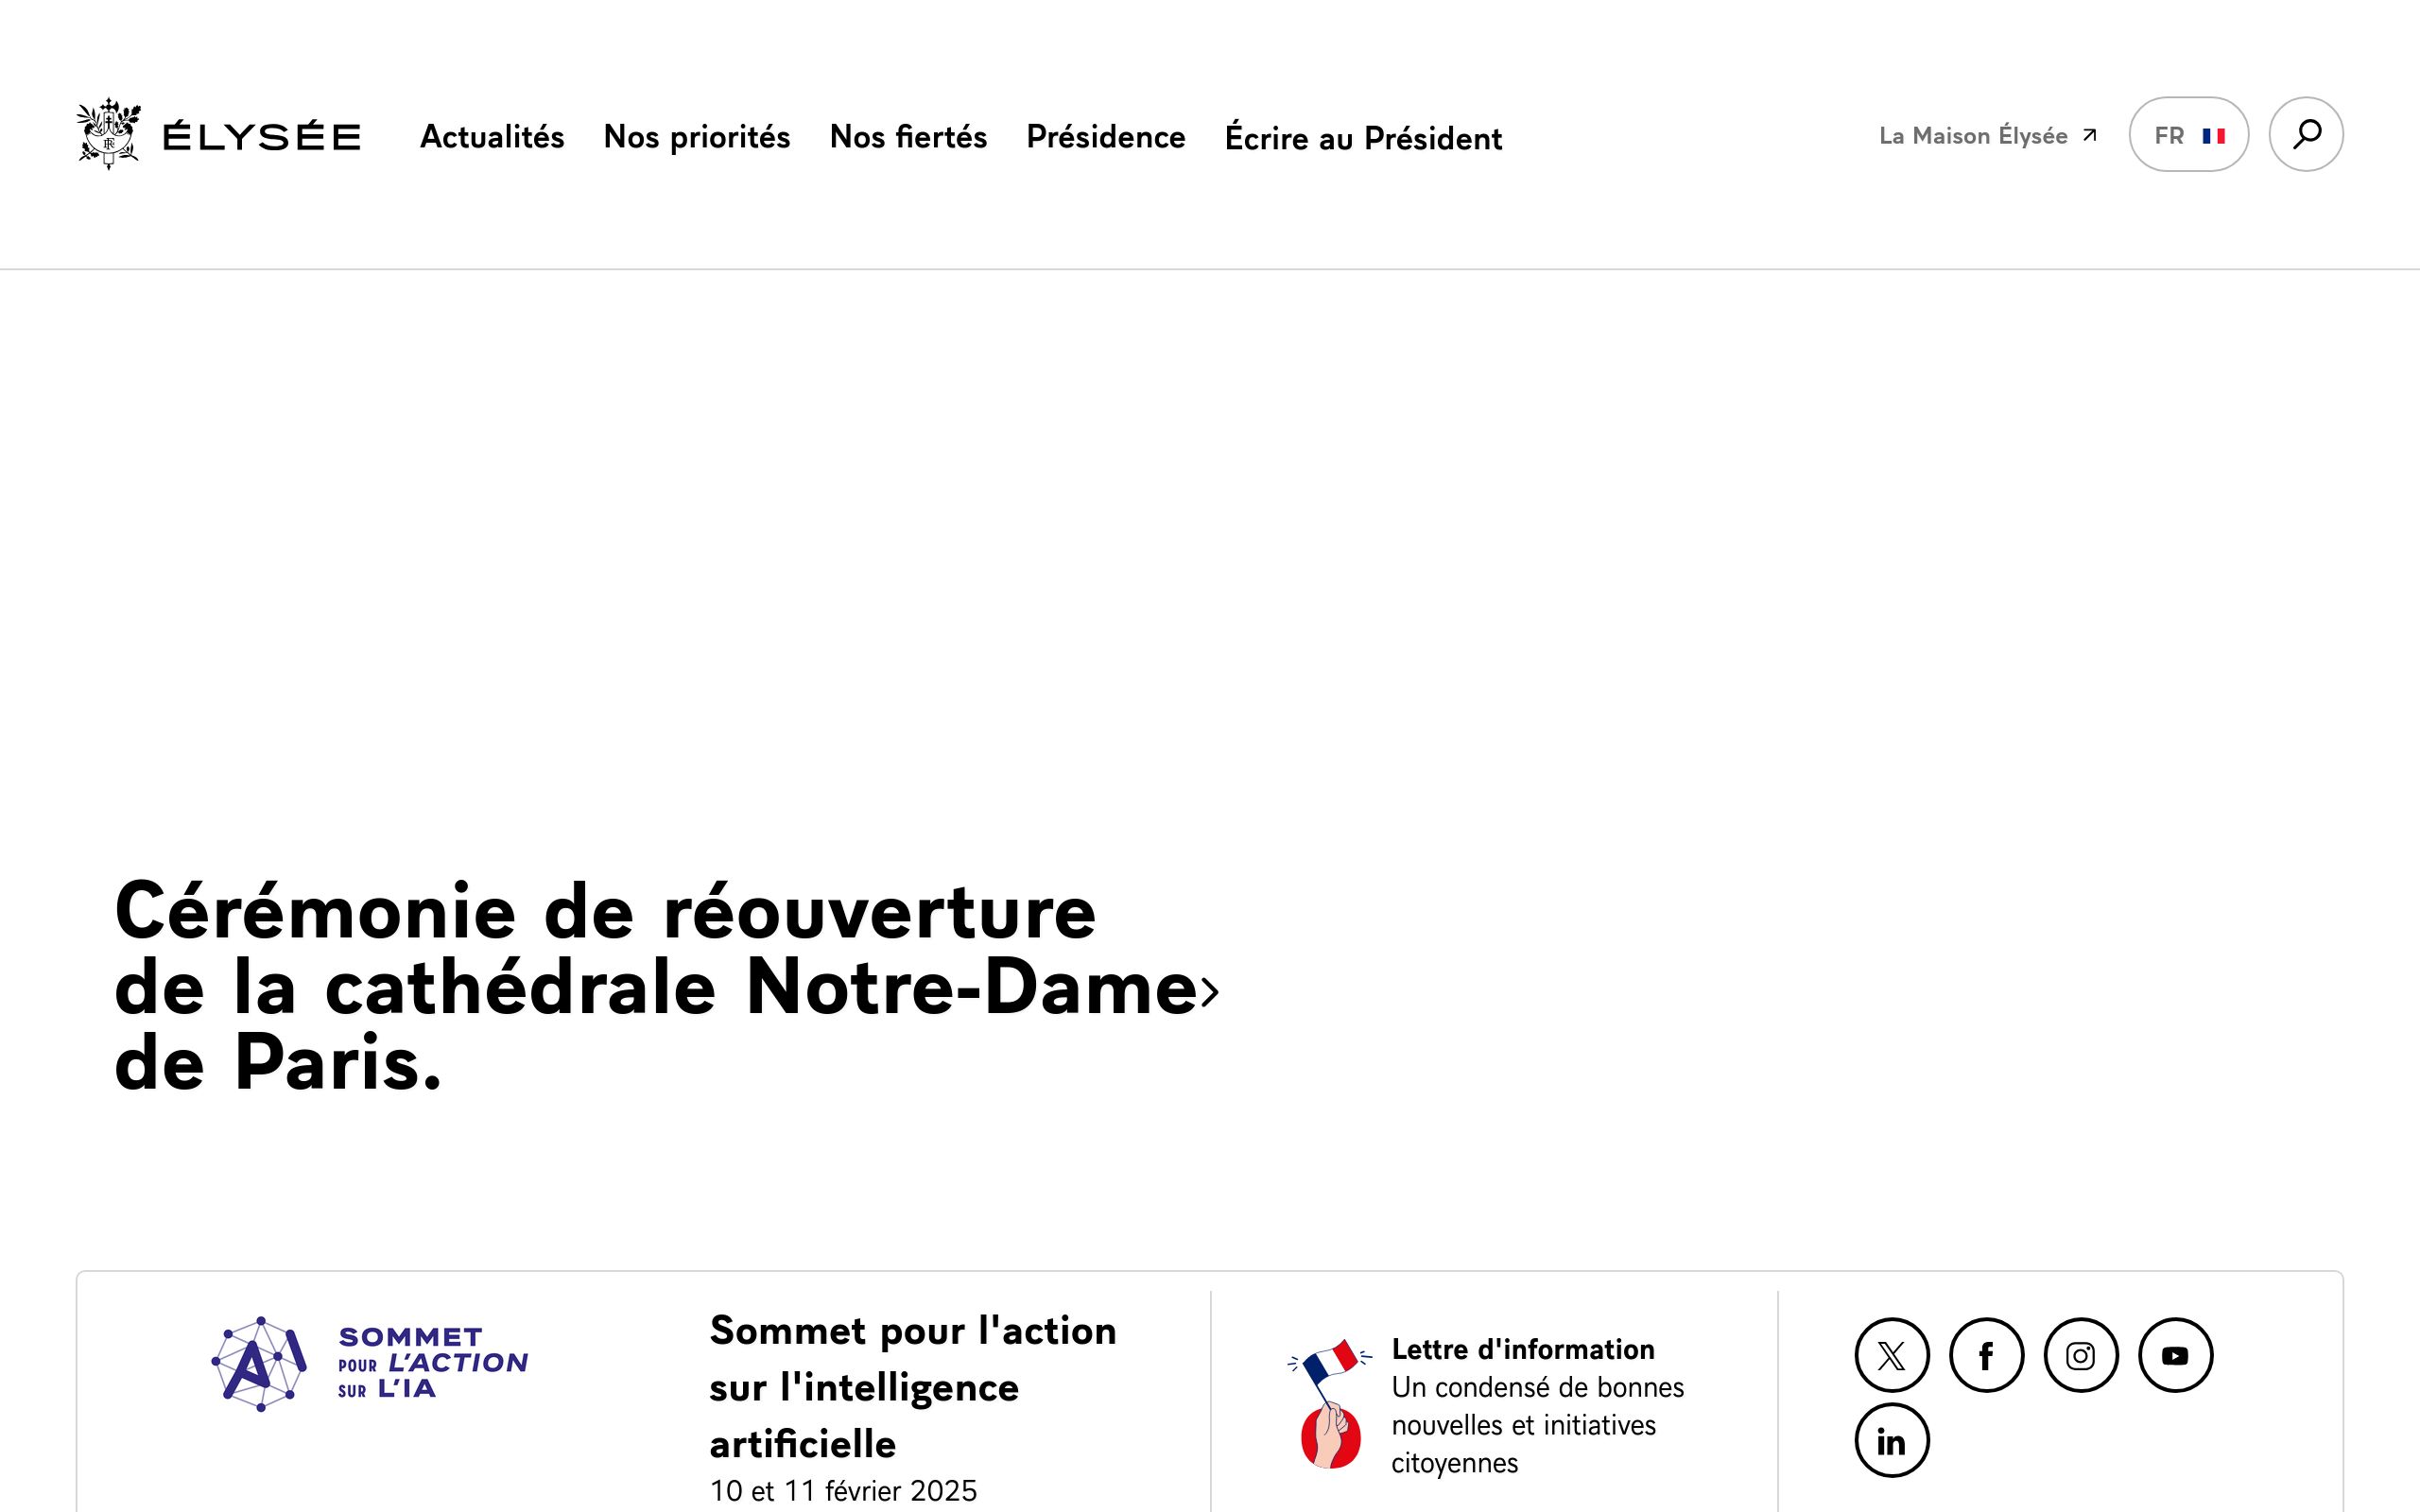 ÉLYSÉE
Actualités
Nos priorités
Nos fiertés
Présidence
Écrire au Président
La Maison Élysée
FR
Cérémonie de réouverture
de la cathédrale Notre-Dame
de Paris.
SOMMET
POUR L'ACTION
SUR L'IA
Sommet pour l'action
sur l'intelligence
artificielle
10 et 11 février 2025
Lettre d'information
Un condensé de bonnes
nouvelles et initiatives
citoyennes